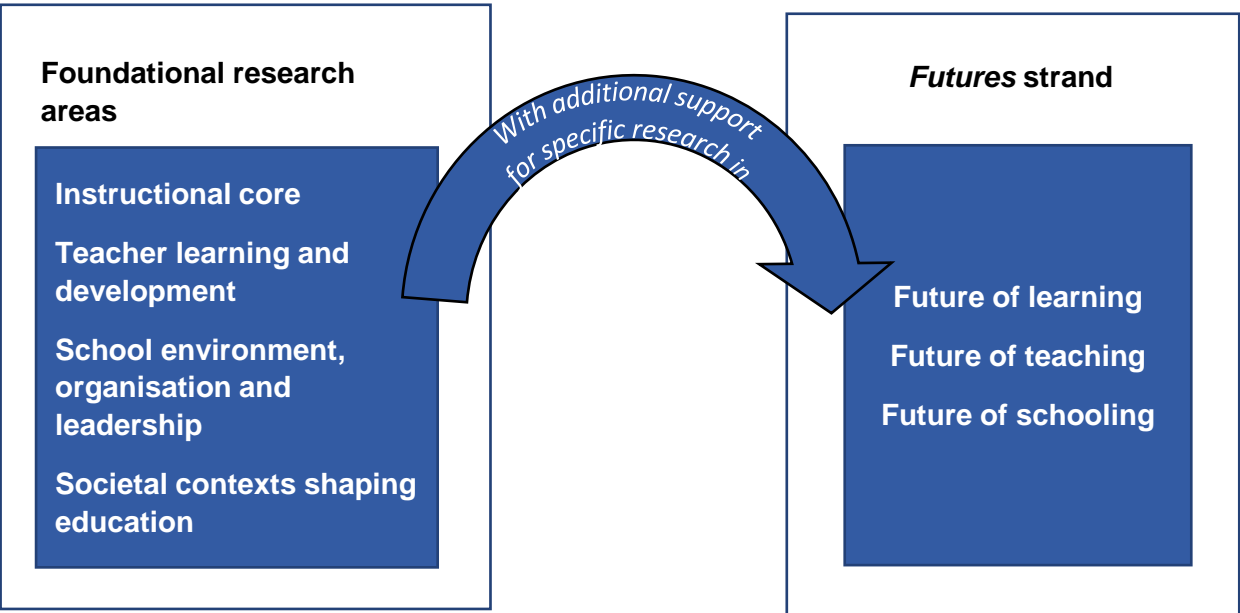 Foundational research
areas
Instructional core
Teacher learning and
development
School environment,
organisation and
leadership
Societal contexts shaping
education
With additional support
for specific research in
Futures strand
Future of learning
Future of teaching
Future of schooling